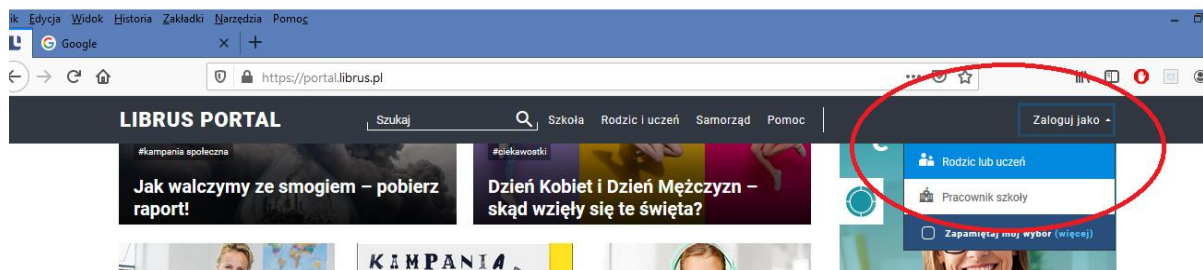 ik Edycja Widok Historia Zakładki Narzędzia Pomoc
Google
https://portal.librus.pl
LIBRUS PORTAL Szukaj Szkoła Rodzic i uczeń Samorząd Pomoc Zaloguj jako
#kampania społeczna
Jak walczymy ze smogiem – pobierz
raport!
#ciekawostki
Dzień Kobiet i Dzień Mężczyzn –
skąd wzięły się te święta?
Rodzic lub uczeń
Pracownik szkoły
Zapamiętaj mój wybór (więcej)
KAMPANIA